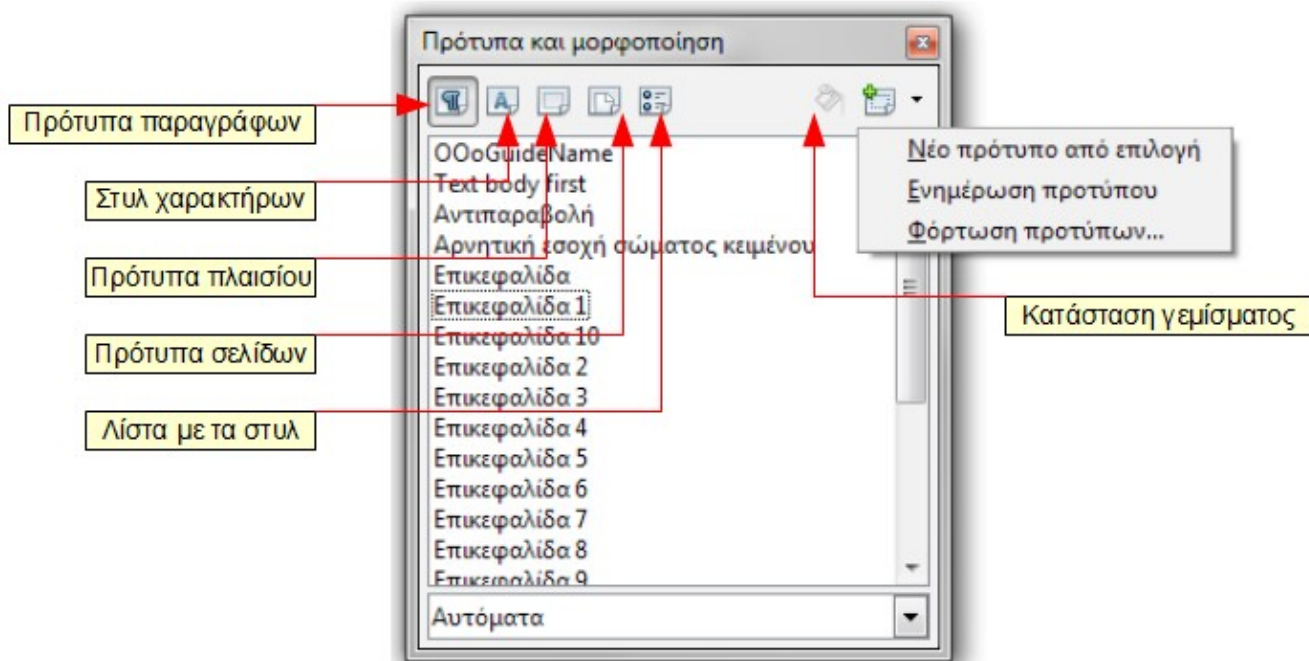 Πρότυπα και μορφοποίηση
Πρότυπα παραγράφων
Στυλ χαρακτήρων
Πρότυπα πλαισίου
Πρότυπα σελίδων
Λίστα με τα στυλ
OOoGuideName
Text body first
Αντιπαραβολή
Αρνητική εσοχή σώματος κειμένου
Επικεφαλίδα
Επικεφαλίδα 1
Επικεφαλίδα 10
Επικεφαλίδα 2
Επικεφαλίδα 3
Επικεφαλίδα 4
Επικεφαλίδα 5
Επικεφαλίδα 6
Επικεφαλίδα 7
Επικεφαλίδα 8
Επικεφαλίδα 9
Αυτόματα
Νέο πρότυπο από επιλογή
Ενημέρωση προτύπου
Φόρτωση προτύπων...
Κατάσταση γεμίσματος